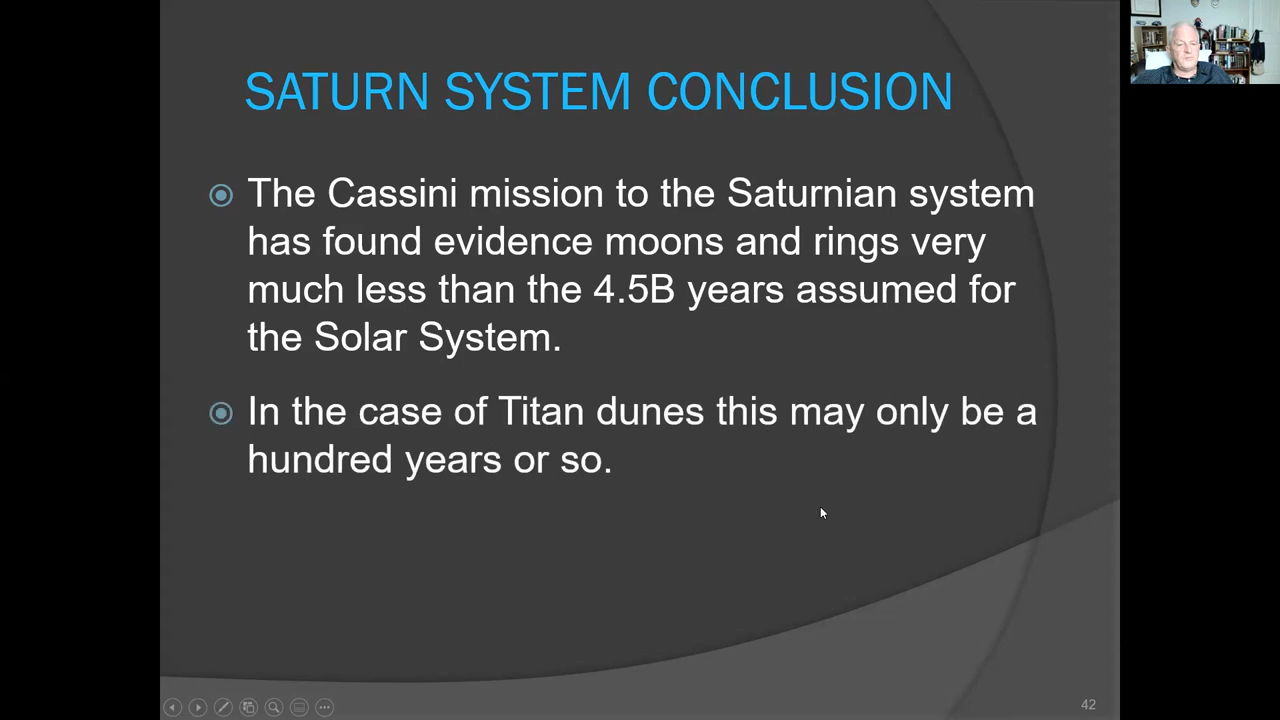 SATURN SYSTEM CONCLUSION
The Cassini mission to the Saturnian system
has found evidence moons and rings very
much less than the 4.5B years assumed for
the Solar System.
In the case of Titan dunes this may only be a
hundred years or so.
42